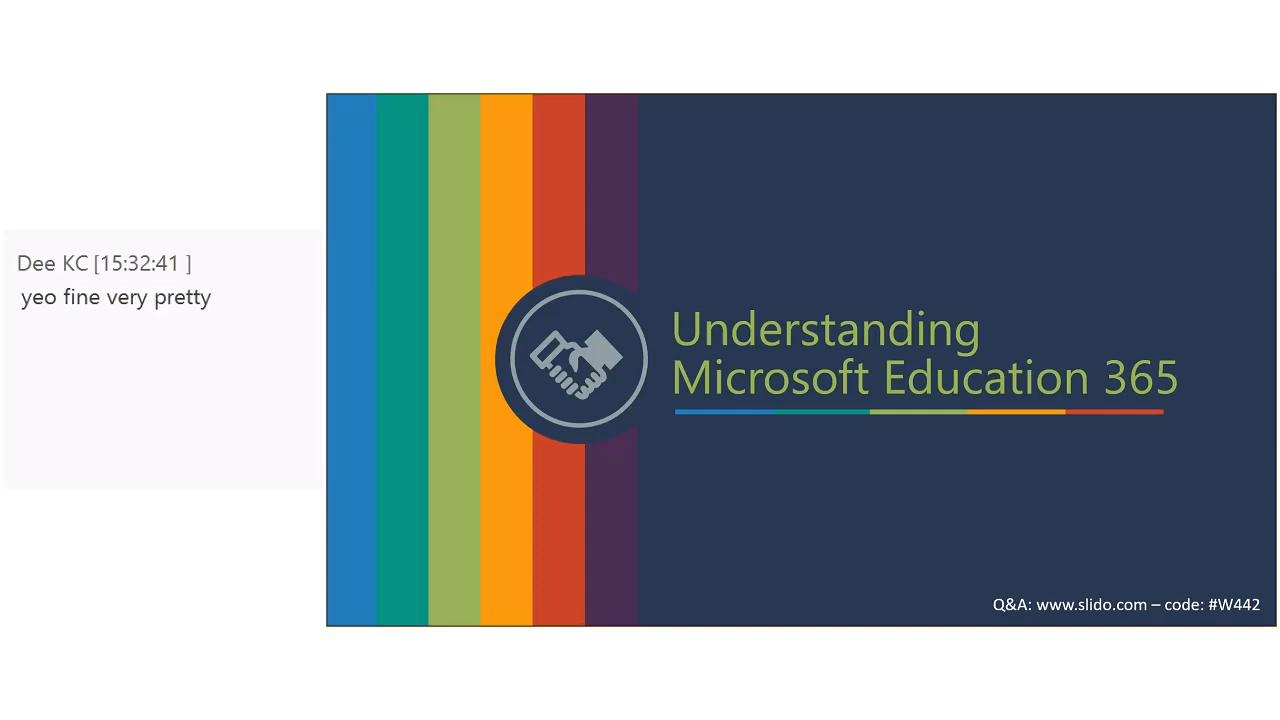 Dee KC [15:32:41 ]
yeo fine very pretty
Understanding
Microsoft Education 365
Q&A: www.slido.com – code: #W442